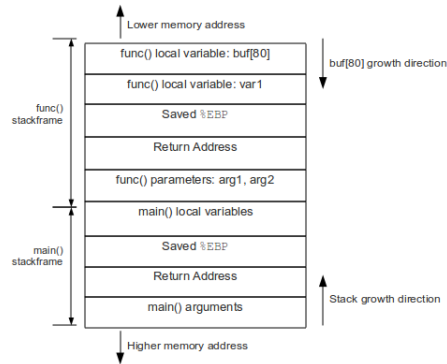 Lower memory address
func() local variable: buf[80]
buf[80] growth direction
func() local variable: var1
func()
stackframe
Saved %EBP
Return Address
func() parameters: arg1, arg2
main() local variables
main()
stackframe
Saved %EBP
Return Address
Stack growth direction
main() arguments
Higher memory address